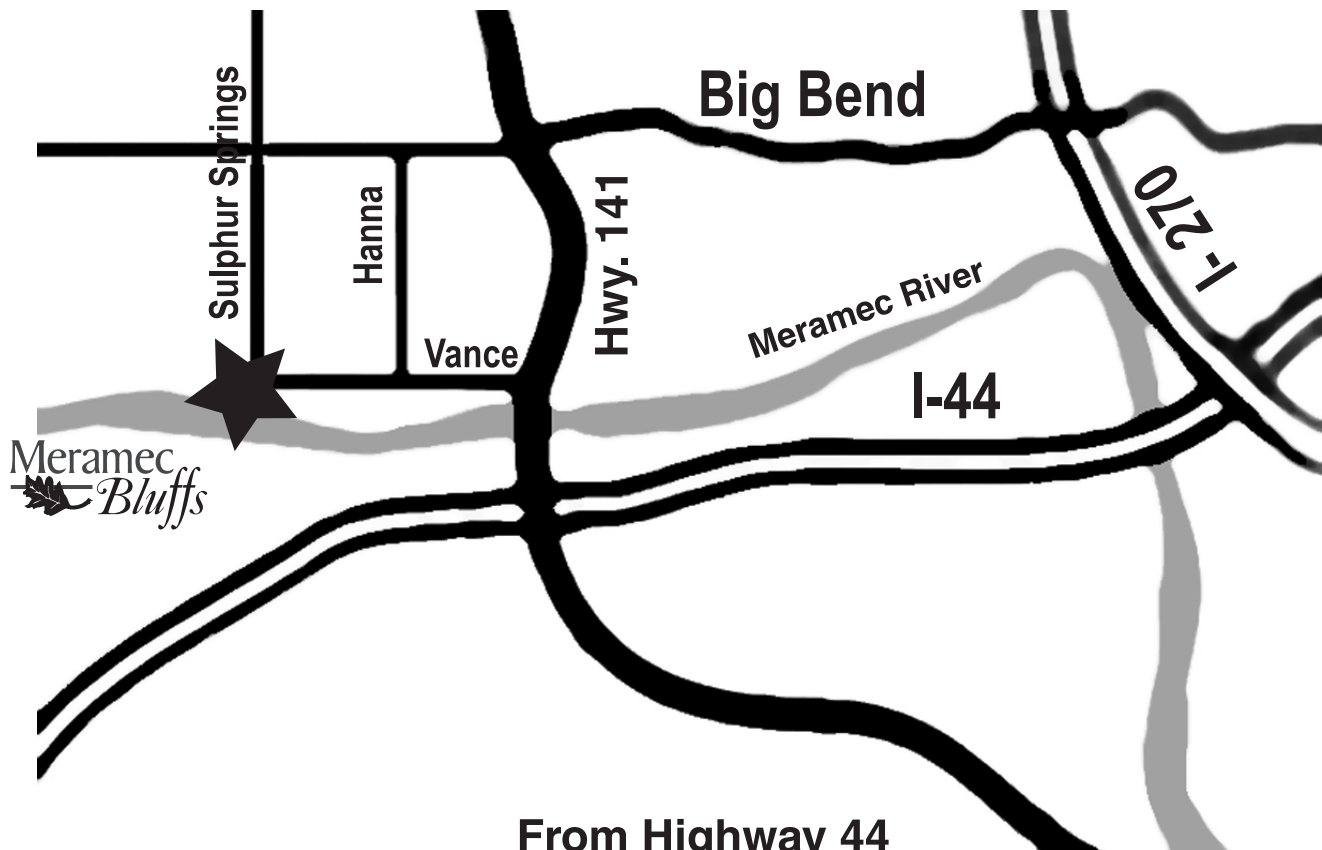 Big Bend
Sulphur Springs
Hanna
Hwy. 141
I- 270
Vance
Meramec River
I-44
Meramec
Bluffs
From Highway 44